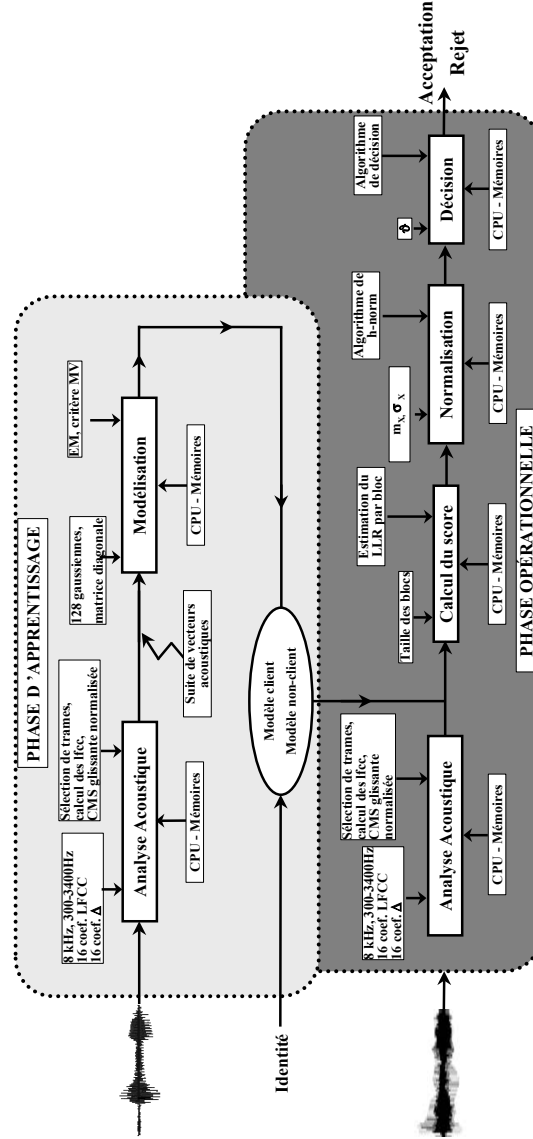 PHASE D ’APPRENTISSAGE
8 kHz, 300-3400Hz
16 coef. LFCC
16 coef. Δ
Sélection de trames,
calcul des lfcc,
CMS glissante normalisée
Analyse Acoustique
CPU - Mémoires
Suite de vecteurs
acoustiques
128 gaussiennes,
matrice diagonale
EM, critère MV
Modélisation
CPU - Mémoires
Identité
Modèle client
Modèle non-client
8 kHz, 300-3400Hz
16 coef. LFCC
16 coef. Δ
Sélection de trames,
calcul des lfcc,
CMS glissante
normalisée
Analyse Acoustique
CPU - Mémoires
Taille des blocs
Estimation du
LLR par bloc
Calcul du score
CPU - Mémoires
mX, σX
Algorithme de
h-norm
Normalisation
CPU - Mémoires
ϑ
Algorithme
de décision
Décision
CPU - Mémoires
Acceptation
Rejet
PHASE OPÉRATIONNELLE